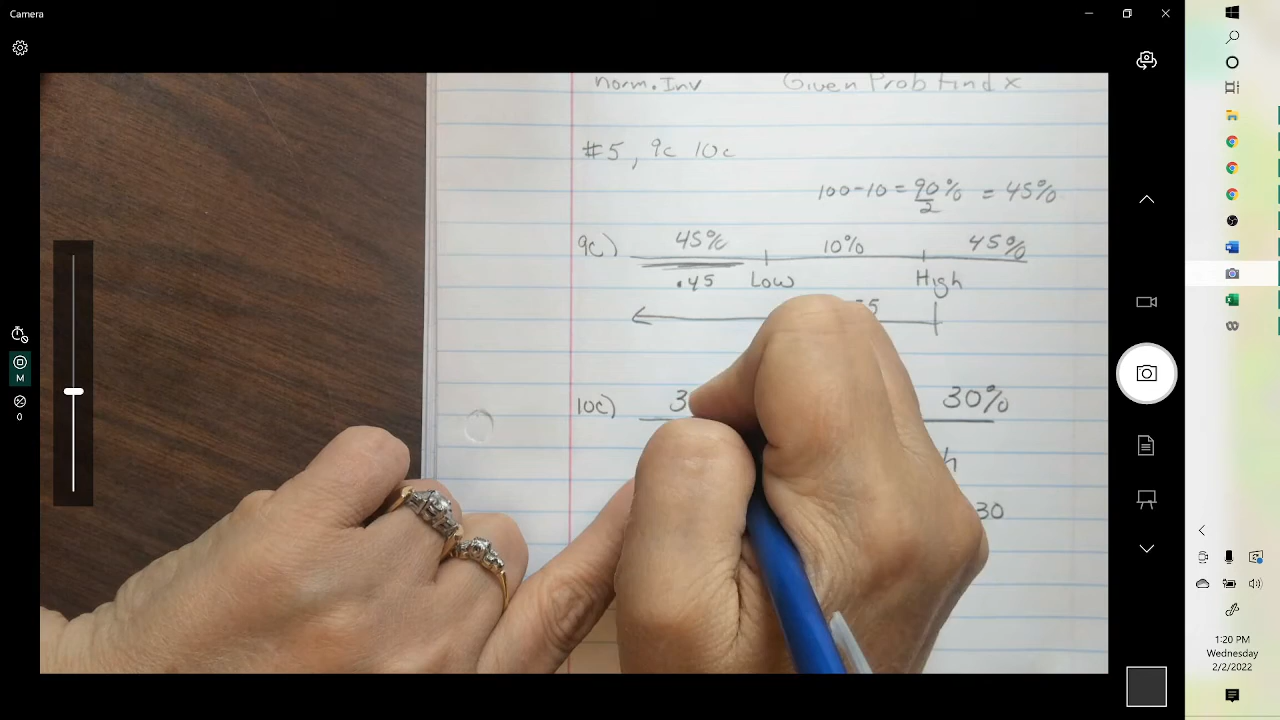 Camera
norm.Inv Given Prob find x
#5, 9c 10c
100-10 = 90% = 45%
2
9c) 45% 10% 45%
.45 Low High
10c) 30%
30
M
0
1:20 PM
Wednesday
2/2/2022